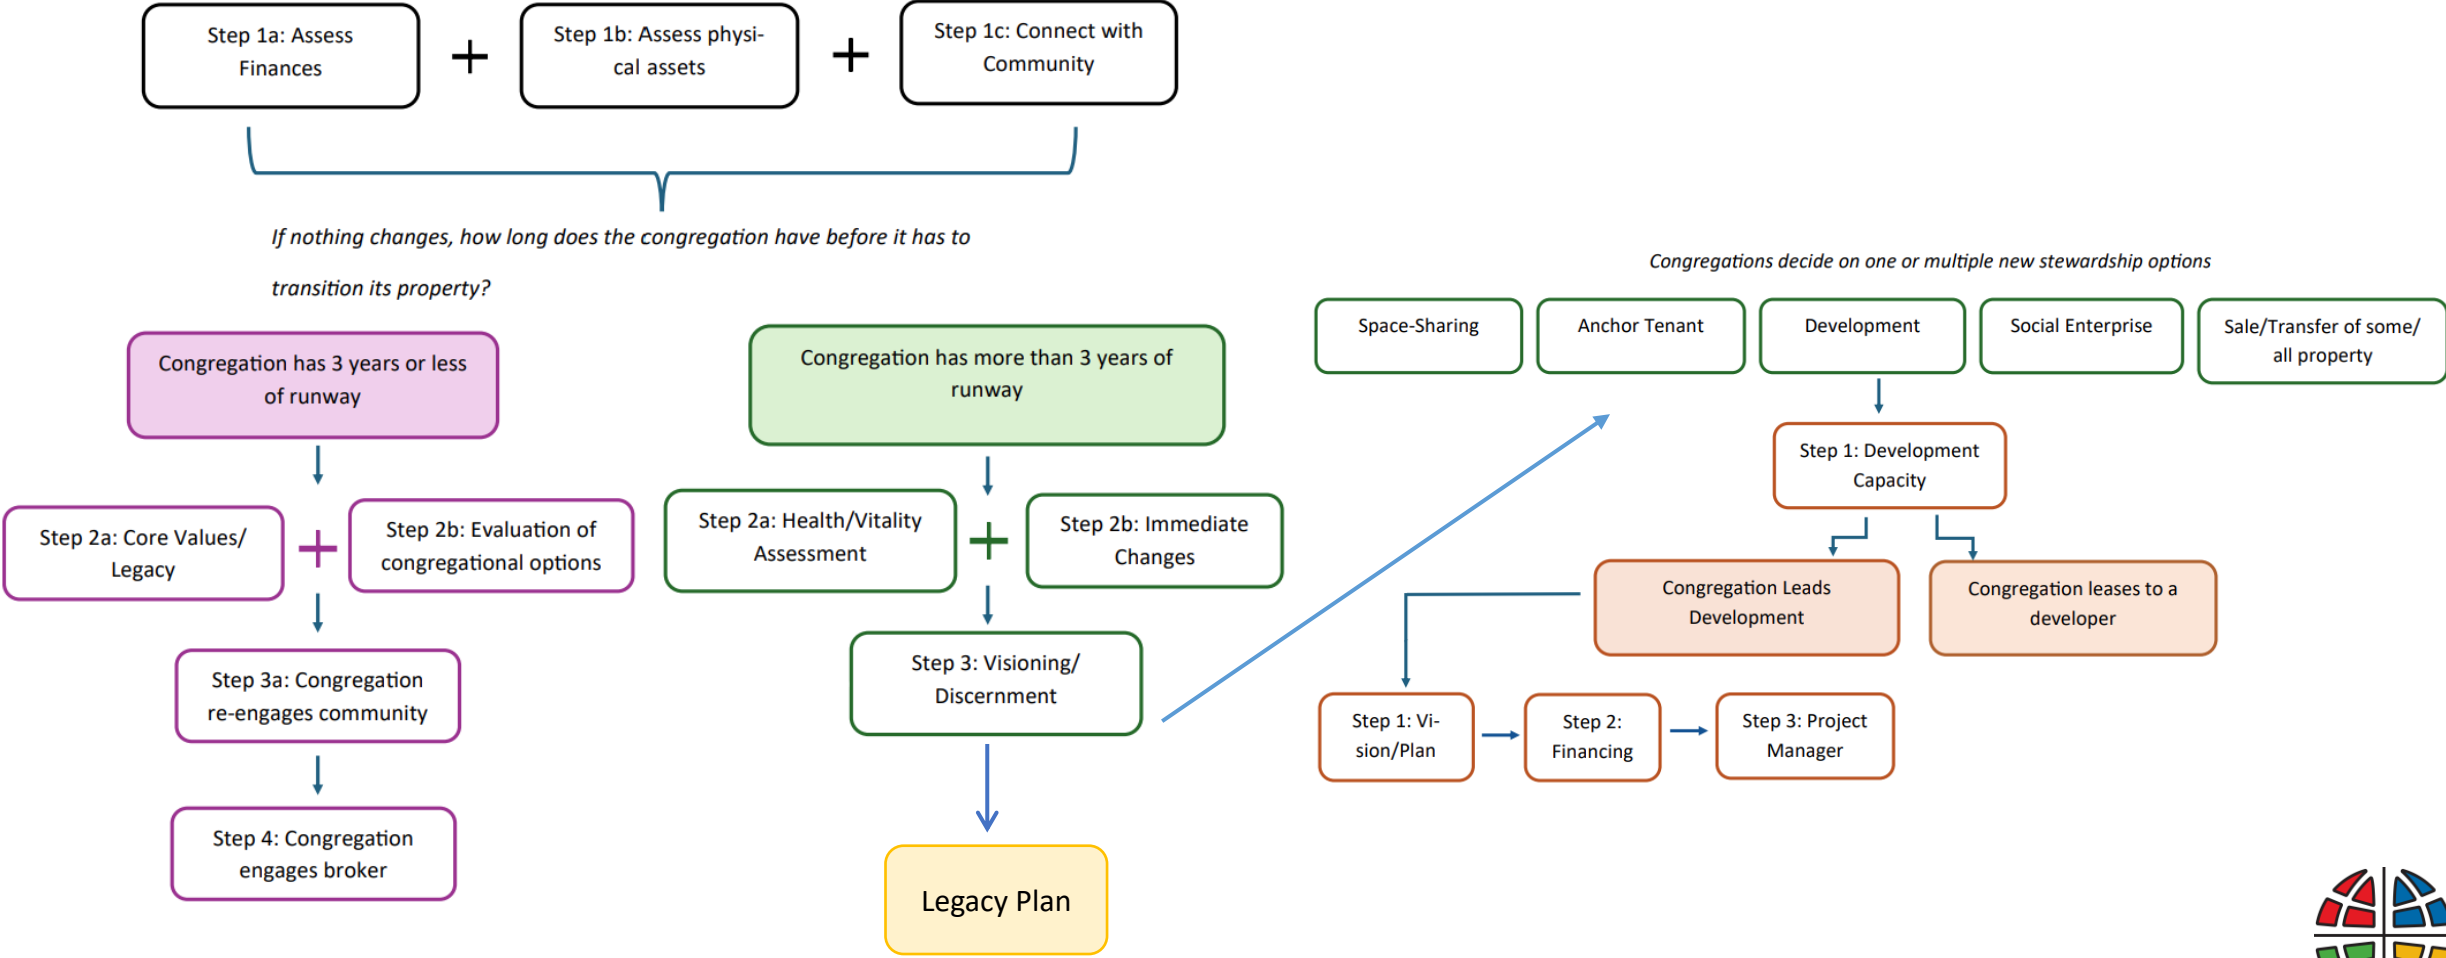 Step 1a: Assess
Finances
Step 1b: Assess physi-
cal assets
Step 1c: Connect with
Community
If nothing changes, how long does the congregation have before it has to
transition its property?
Congregation has 3 years or less
of runway
Step 2a: Core Values/
Legacy
Step 2b: Evaluation of
congregational options
Step 3a: Congregation
re-engages community
Step 4: Congregation
engages broker
Congregation has more than 3 years of
runway
Step 2a: Health/Vitality
Assessment
Step 2b: Immediate
Changes
Step 3: Visioning/
Discernment
Legacy Plan
Congregations decide on one or multiple new stewardship options
Space-Sharing
Anchor Tenant
Development
Social Enterprise
Sale/Transfer of some/
all property
Step 1: Development
Capacity
Congregation Leads
Development
Congregation leases to a
developer
Step 1: Vi-
sion/Plan
Step 2:
Financing
Step 3: Project
Manager